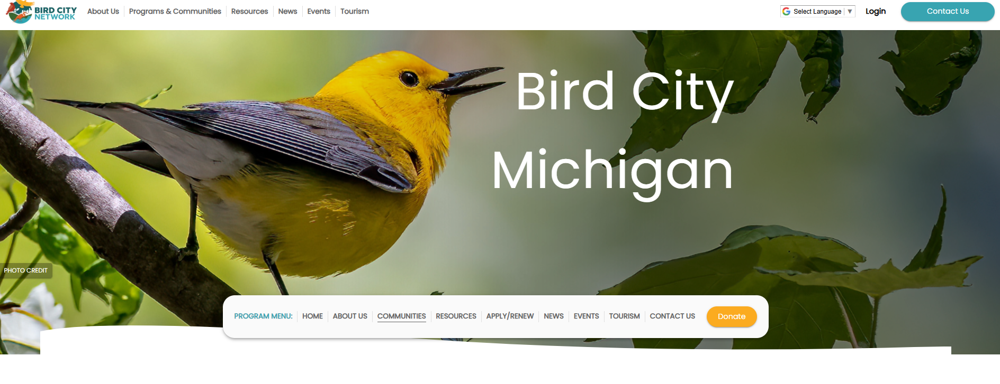 BIRD CITY
NETWORK
About Us
Programs & Communities
Resources
News
Events
Tourism
Select Language ▼
Login
Contact Us
Bird City
Michigan
PHOTO CREDIT
PROGRAM MENU:
HOME
ABOUT US
COMMUNITIES
RESOURCES
APPLY/RENEW
NEWS
EVENTS
TOURISM
CONTACT US
Donate